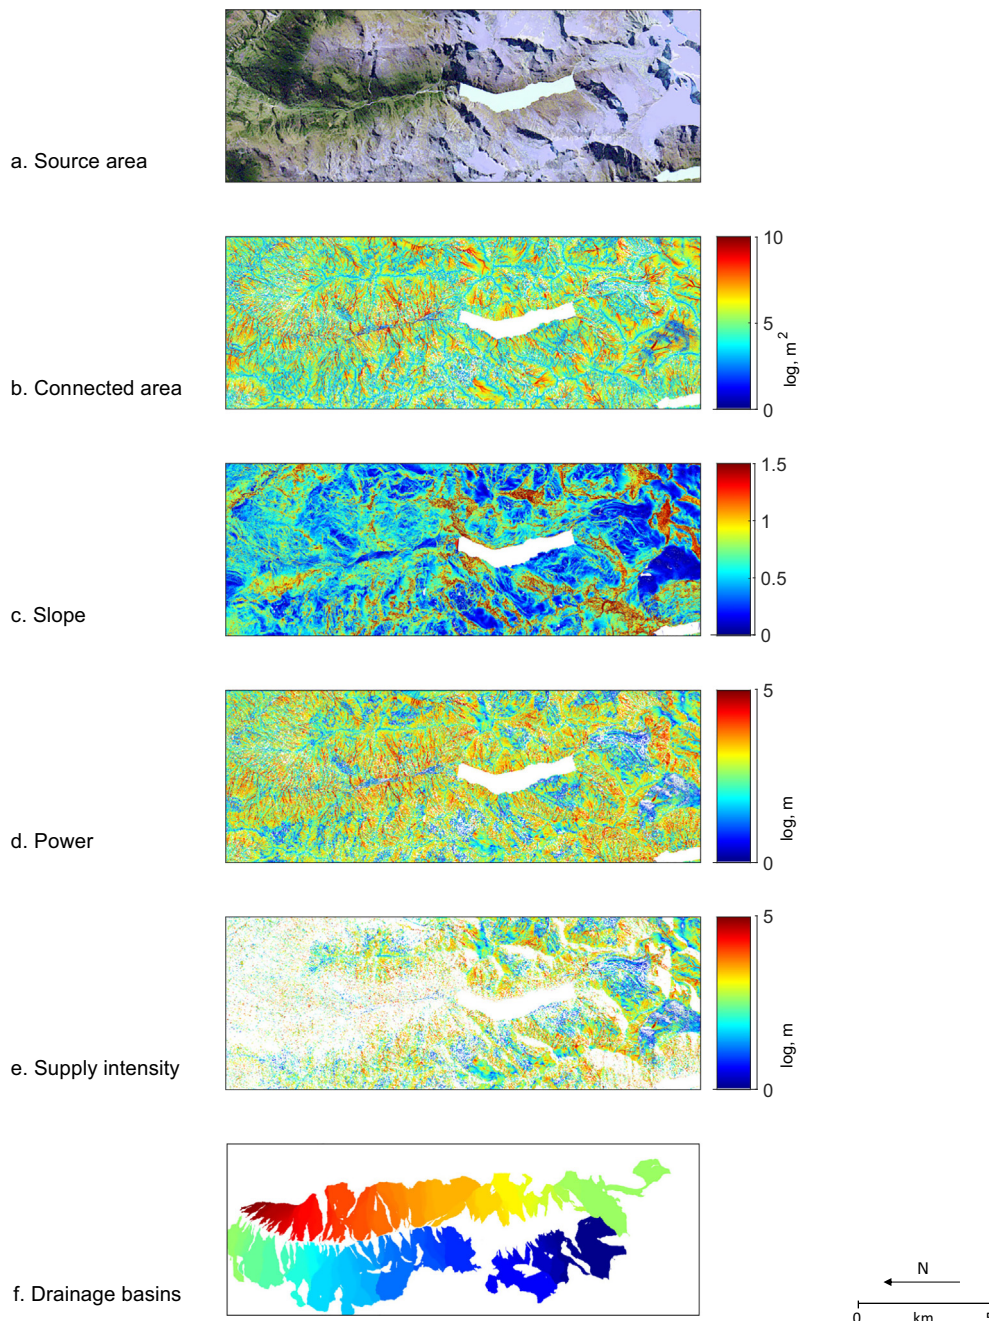 a. Source area
b. Connected area
10
5
0
log, m²
c. Slope
1.5
1
0.5
0
d. Power
5
0
log, m
e. Supply intensity
5
0
log, m
f. Drainage basins
N
0 km 5